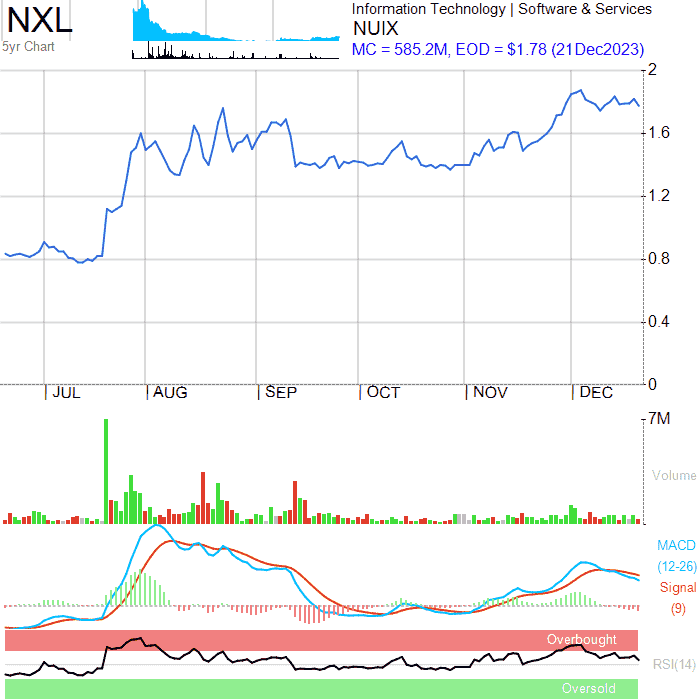 NXL
5yr Chart
Information Technology | Software & Services
NUIX
MC = 585.2M, EOD = $1.78 (21Dec2023)
2
1.6
1.2
0.8
0.4
0
JUL
AUG
SEP
OCT
NOV
DEC
7M
Volume
MACD
(12-26)
Signal
(9)
Overbought
RSI(14)
Oversold